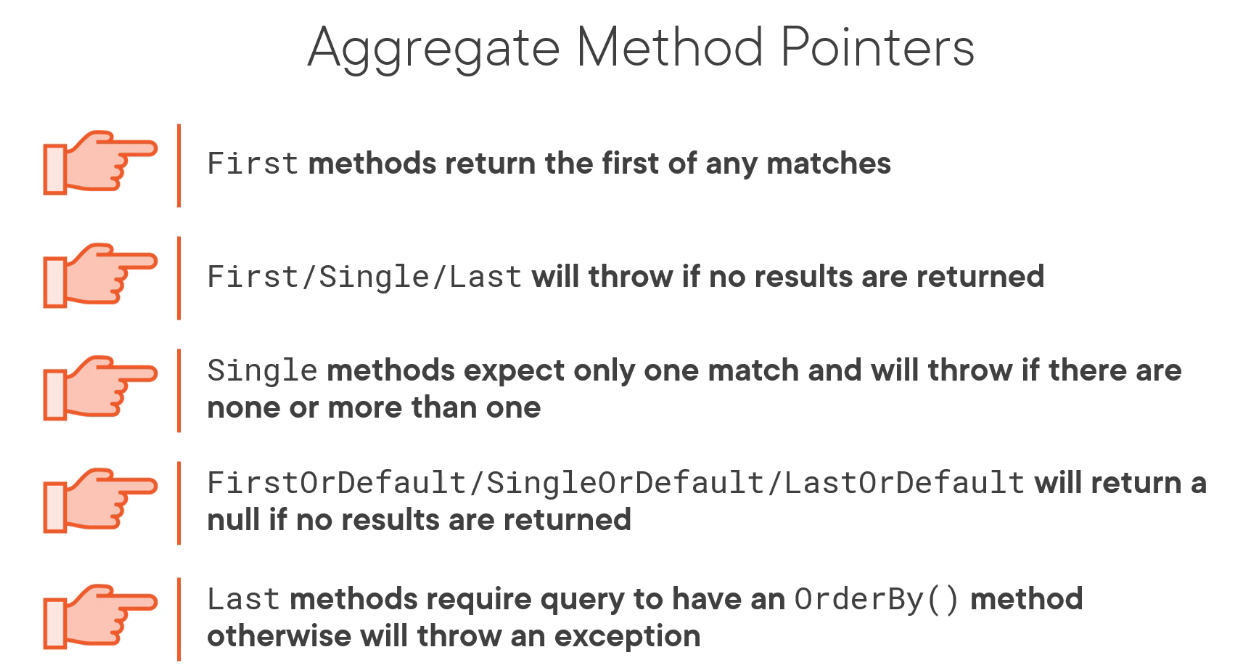 Aggregate Method Pointers
First methods return the first of any matches
First/Single/Last will throw if no results are returned
Single methods expect only one match and will throw if there are
none or more than one
FirstOrDefault/SingleOrDefault/LastOrDefault will return a
null if no results are returned
Last methods require query to have an OrderBy() method
otherwise will throw an exception